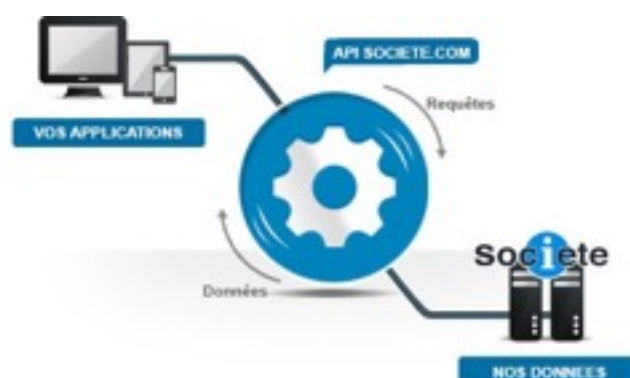 API SOCIETE.COM
Requêtes
VOS APPLICATIONS
Societe
Données
NOS DONNEES